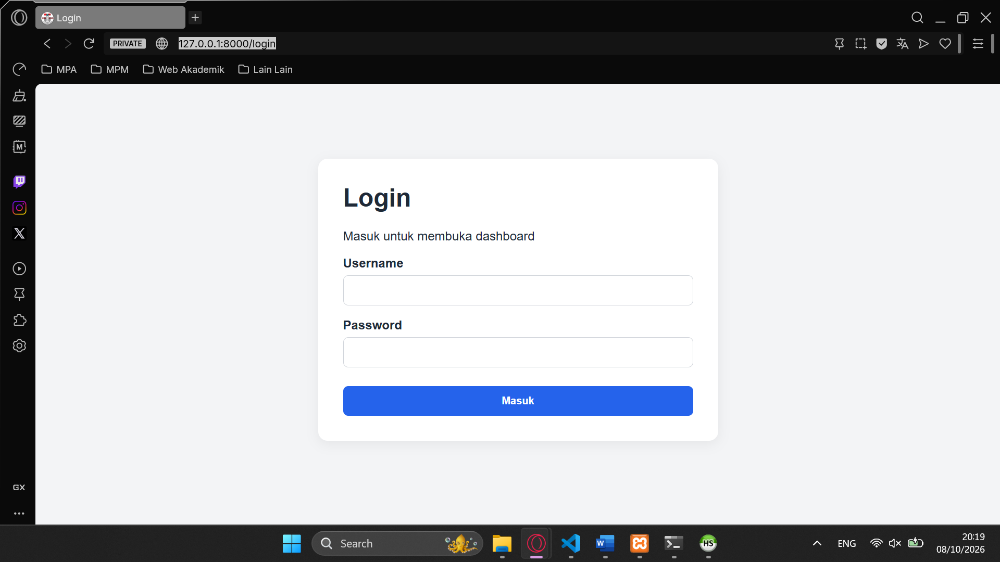 Login
PRIVATE
127.0.0.1:8000/login
MPA
MPM
Web Akademik
Lain Lain
M
Login
Masuk untuk membuka dashboard
Username
Password
Masuk
GX
Search
W
HS
ENG
20:19
08/10/2026